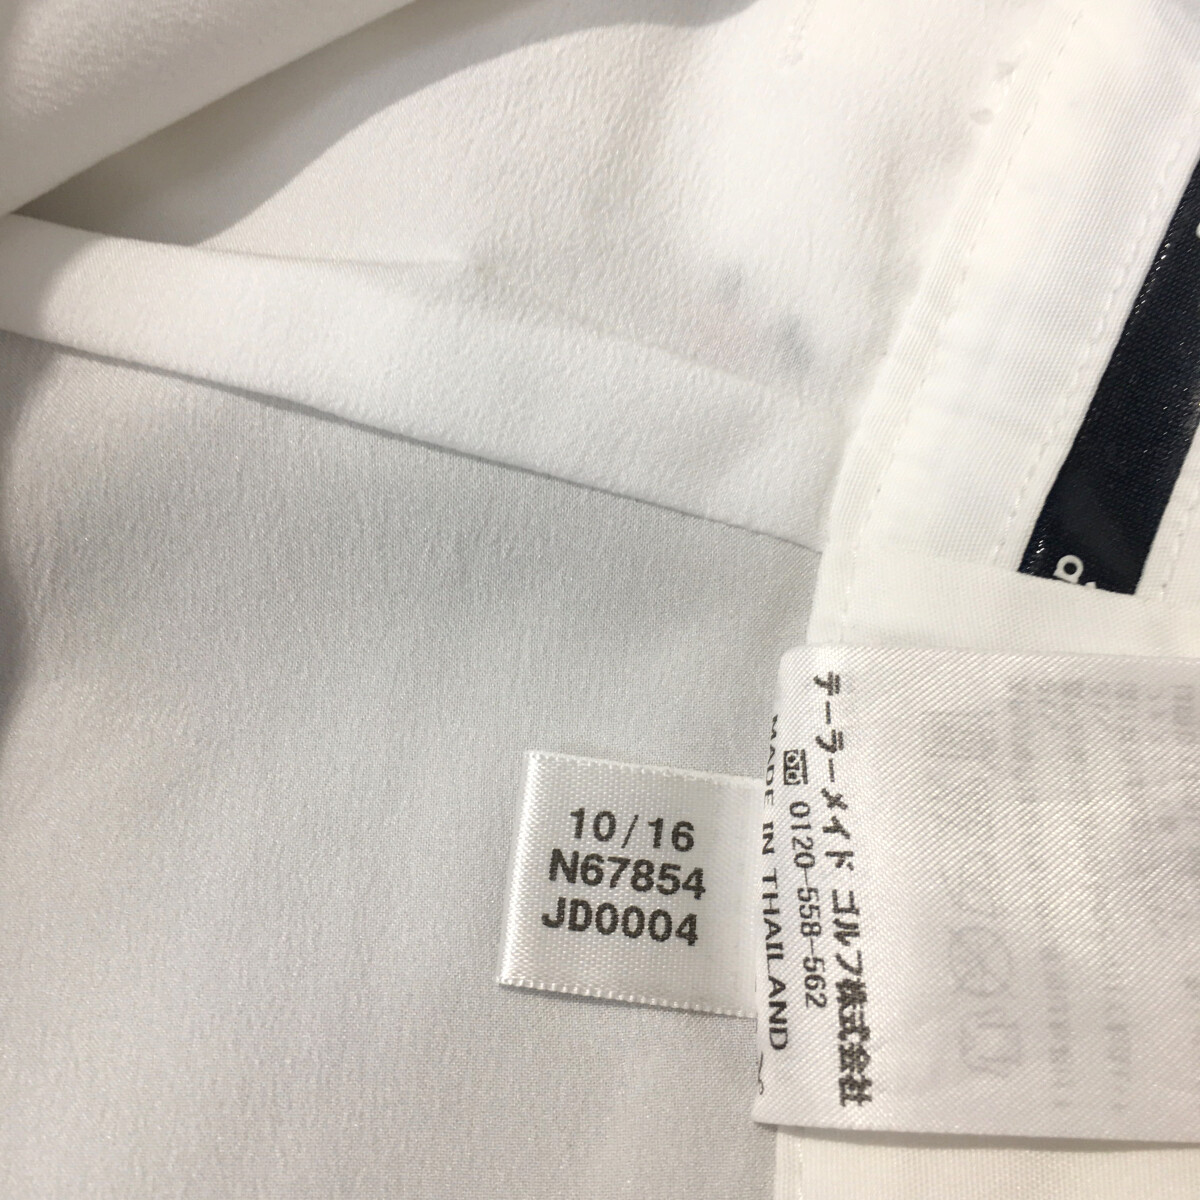 10/16
N67854
JD0004
テーラーメイド ゴルフ株式会社
0120-558-562
MADE IN THAILAND